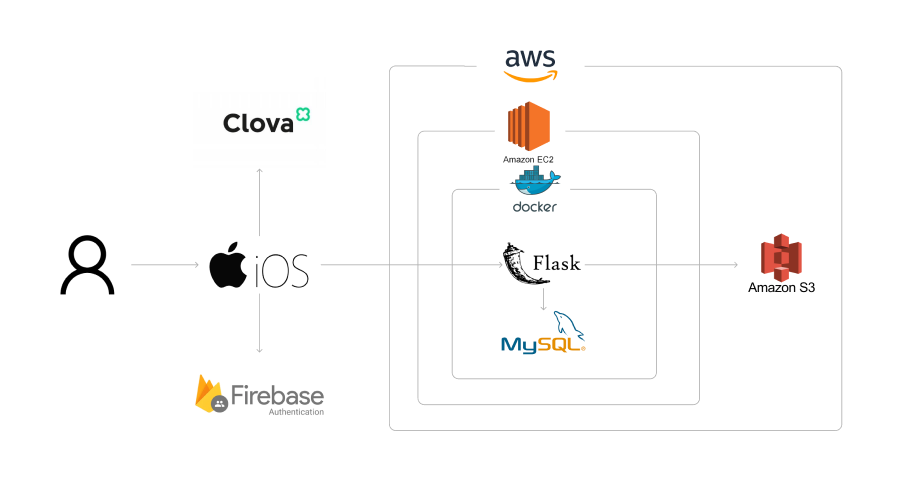 aws
Clova X
Amazon EC2
docker
iOS
Flask
Amazon S3
MySQL®
Firebase
Authentication